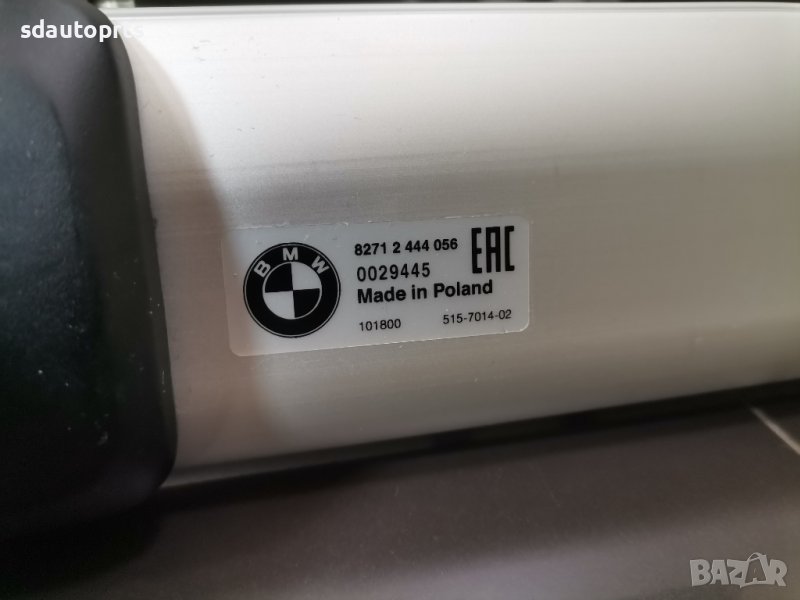 sdautoprts
BMW
8271 2 444 056
EAC
0029445
Made in Poland
101800
515-7014-02
BAZAR